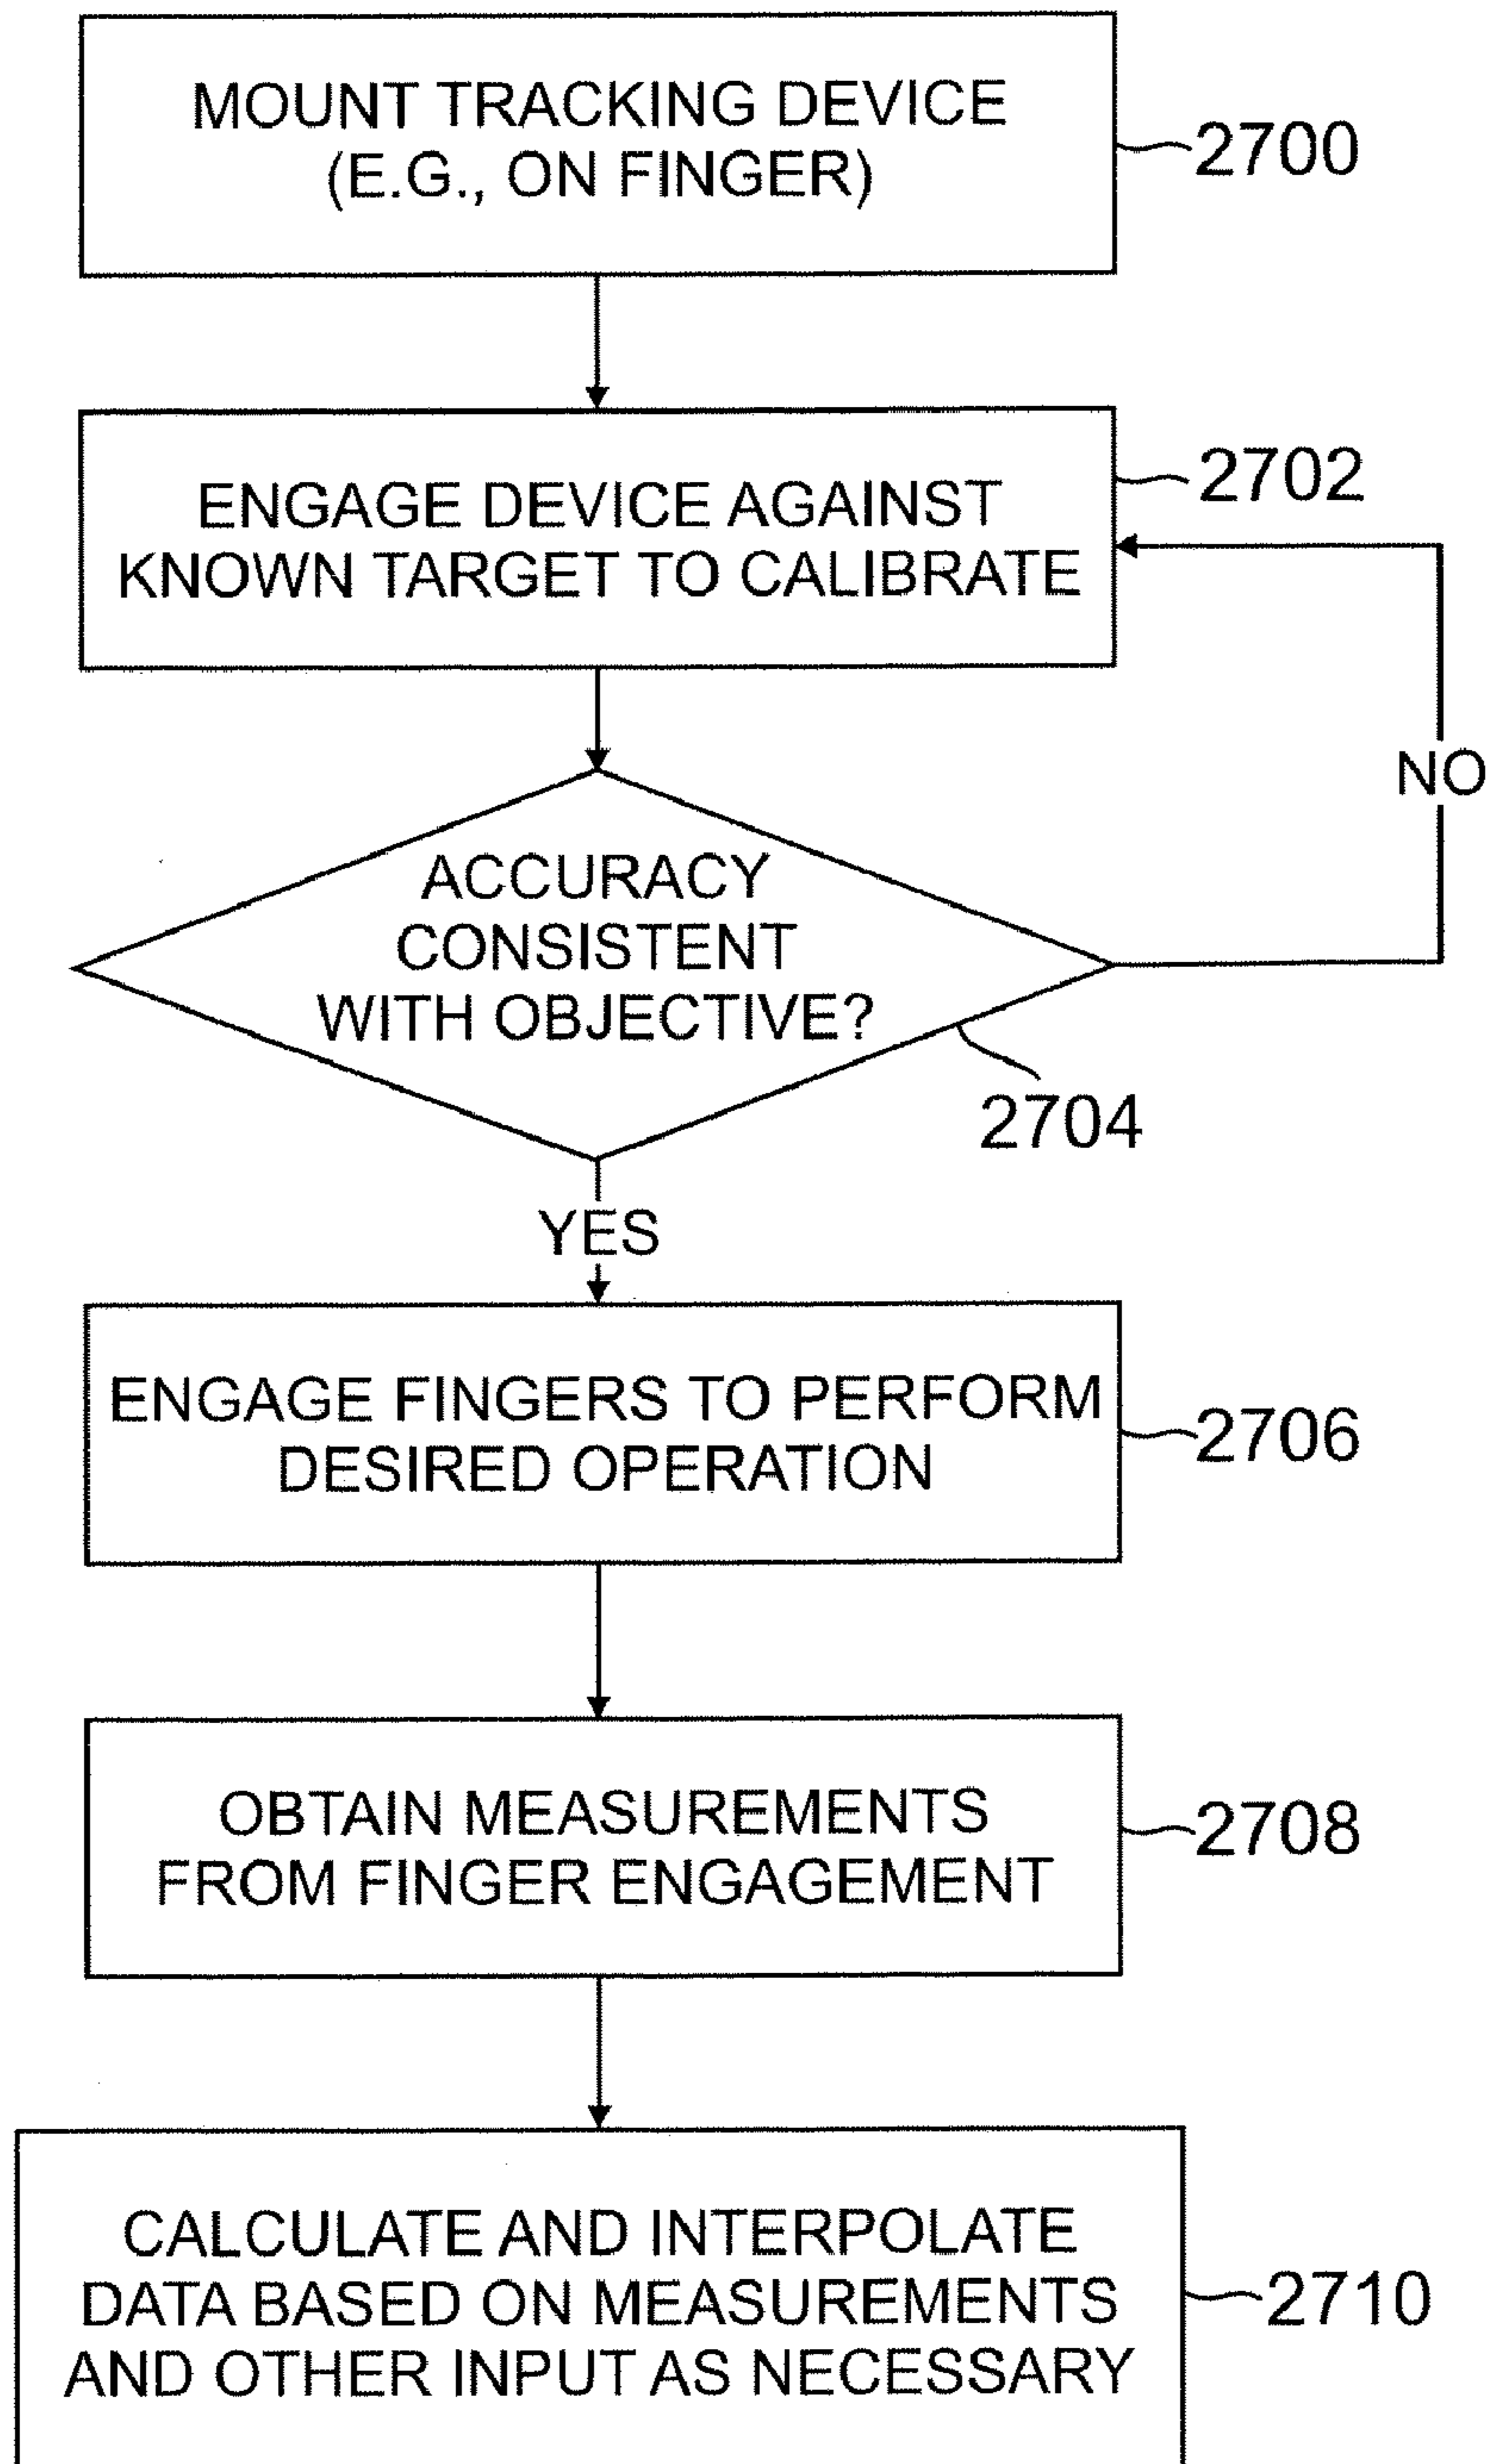 MOUNT TRACKING DEVICE
(E.G., ON FINGER)
2700
ENGAGE DEVICE AGAINST
KNOWN TARGET TO CALIBRATE
2702
NO
ACCURACY
CONSISTENT
WITH OBJECTIVE?
2704
YES
ENGAGE FINGERS TO PERFORM
DESIRED OPERATION
2706
OBTAIN MEASUREMENTS
FROM FINGER ENGAGEMENT
2708
CALCULATE AND INTERPOLATE
DATA BASED ON MEASUREMENTS
AND OTHER INPUT AS NECESSARY
2710